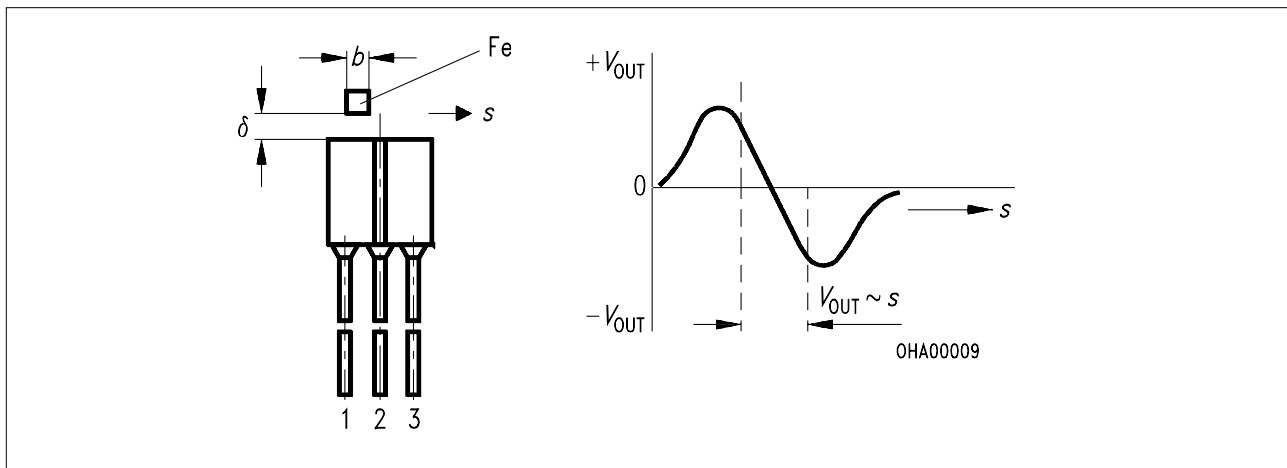 b
Fe
δ
s
1 2 3
+V_OUT
0
s
-V_OUT
V_OUT ~ s
OHA00009